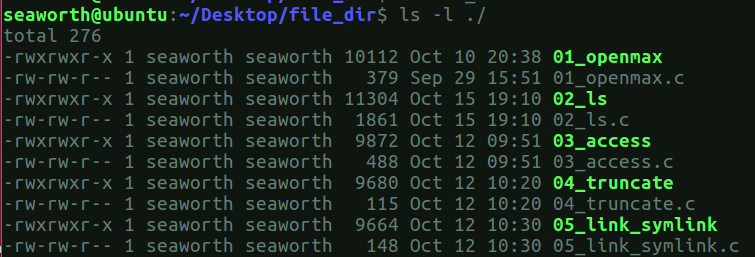 seaworth@ubuntu:~/Desktop/file_dir$ ls -l ./
total 276
-rwxrwxr-x 1 seaworth seaworth 10112 Oct 10 20:38 01_openmax
-rw-rw-r-- 1 seaworth seaworth   379 Sep 29 15:51 01_openmax.c
-rwxrwxr-x 1 seaworth seaworth 11304 Oct 15 19:10 02_ls
-rw-rw-r-- 1 seaworth seaworth  1861 Oct 15 19:10 02_ls.c
-rwxrwxr-x 1 seaworth seaworth  9872 Oct 12 09:51 03_access
-rw-rw-r-- 1 seaworth seaworth   488 Oct 12 09:51 03_access.c
-rwxrwxr-x 1 seaworth seaworth  9680 Oct 12 10:20 04_truncate
-rw-rw-r-- 1 seaworth seaworth   115 Oct 12 10:20 04_truncate.c
-rwxrwxr-x 1 seaworth seaworth  9664 Oct 12 10:30 05_link_symlink
-rw-rw-r-- 1 seaworth seaworth   148 Oct 12 10:30 05_link_symlink.c